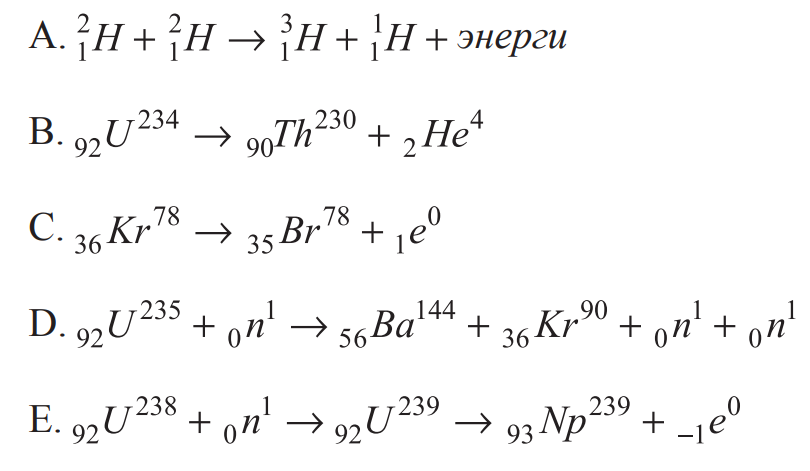 A. ²₁H + ²₁H → ³₁H + ¹₁H + энерги
B. ₉₂U²³⁴ → ₉₀Th²³⁰ + ₂He⁴
C. ₃₆Kr⁷⁸ → ₃₅Br⁷⁸ + ₁e⁰
D. ₉₂U²³⁵ + ₀n¹ → ₅₆Ba¹⁴⁴ + ₃₆Kr⁹⁰ + ₀n¹ + ₀n¹
E. ₉₂U²³⁸ + ₀n¹ → ₉₂U²³⁹ → ₉₃Np²³⁹ + ₋₁e⁰